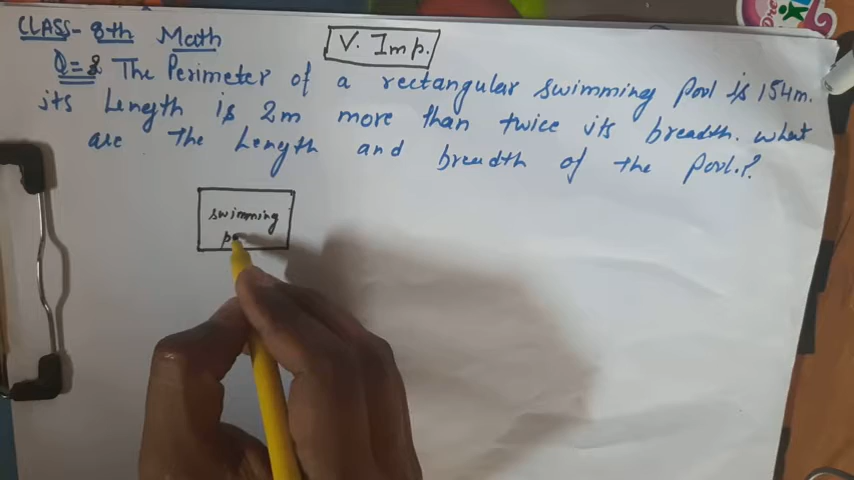 CLASS- 8th Math
V. Imp.
Q=2 The Perimeter of a rectangular swimming pool is 154m.
its Length is 2m more than twice its breadth. what
are the Length and breadth of the pool.?
swimming